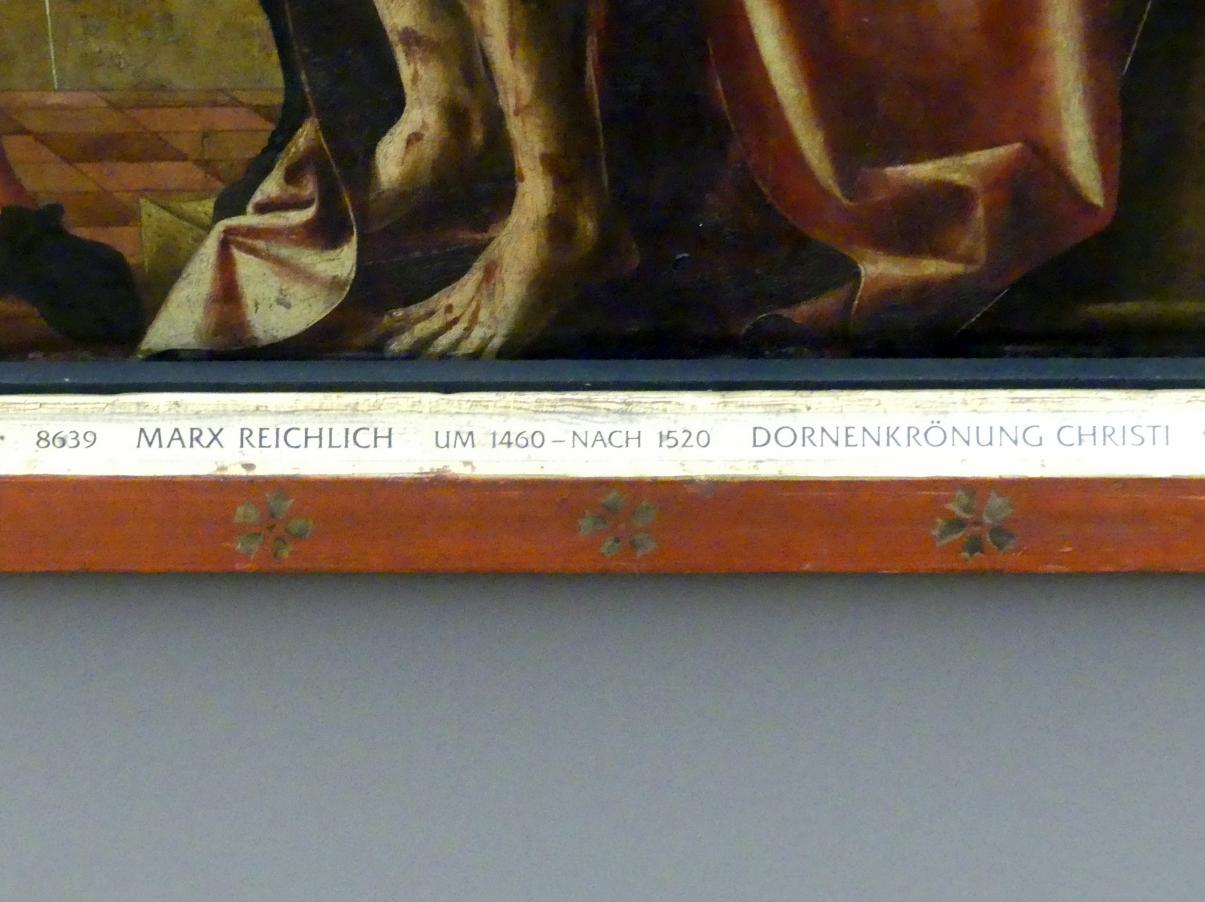 8639 MARX REICHLICH UM 1460 – NACH 1520 DORNENKRÖNUNG CHRISTI